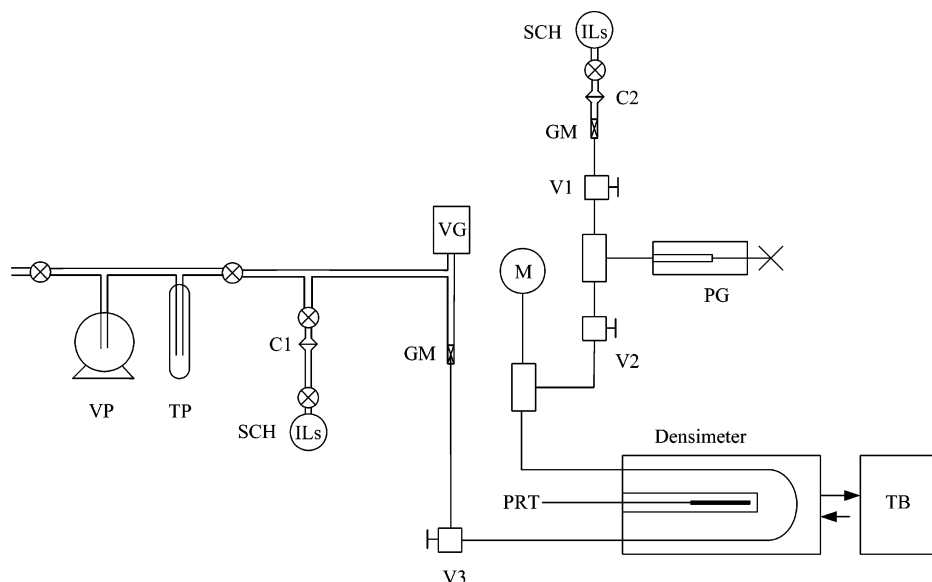 SCH ILs
C2
GM
V1
VG
M
PG
V2
C1
GM
VP TP
SCH ILs
Densimeter
PRT
TB
V3